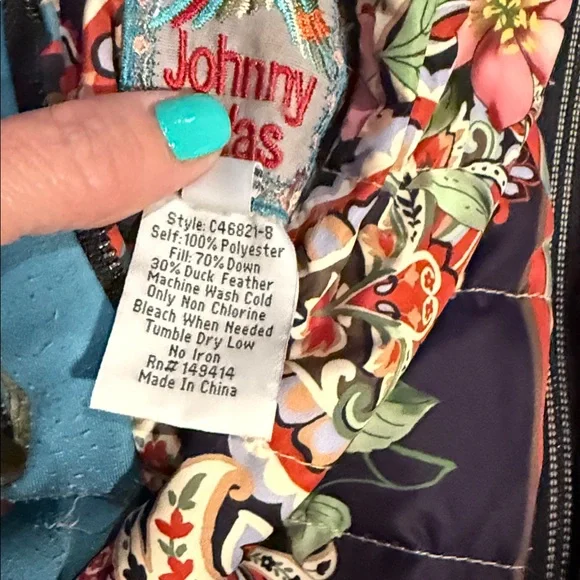 Johnny
las
Style: C46821-8
Self: 100% Polyester
Fill: 70% Down
30% Duck Feather
Machine Wash Cold
Only Non Chlorine
Bleach When Needed
Tumble Dry Low
No Iron
Rn# 149414
Made In China